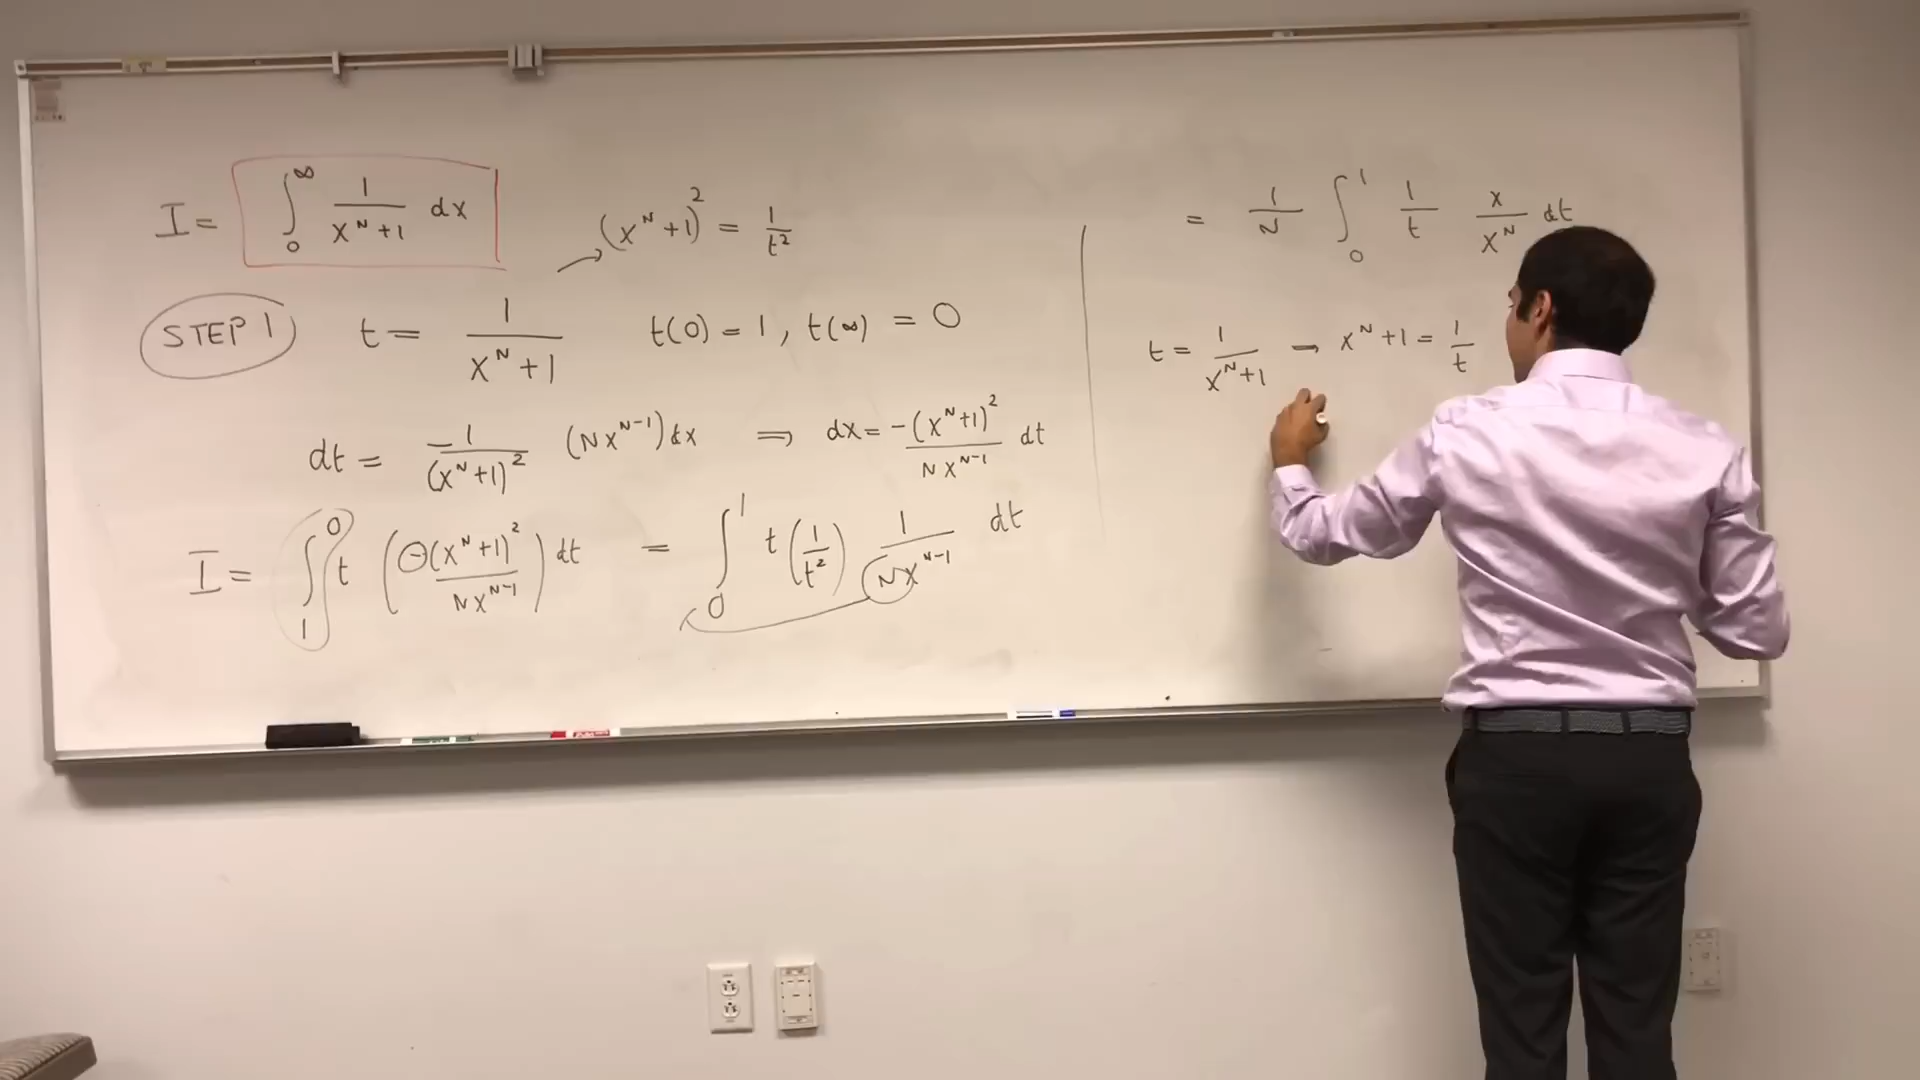 I = ∫₀^∞ 1/(x^N +1) dx
(x^N +1)² = 1/t²
STEP 1
t = 1/(x^N +1)
t(0) = 1, t(∞) = 0
dt = -1/(x^N +1)² (Nx^(N-1)) dx ⇒ dx = -(x^N +1)²/(Nx^(N-1)) dt
I = ∫₁⁰ t (-(x^N +1)²/(Nx^(N-1))) dt = ∫₀¹ t (1/t²) 1/(Nx^(N-1)) dt
= 1/N ∫₀¹ 1/t x/x^N dt
t = 1/(x^N +1) → x^N +1 = 1/t